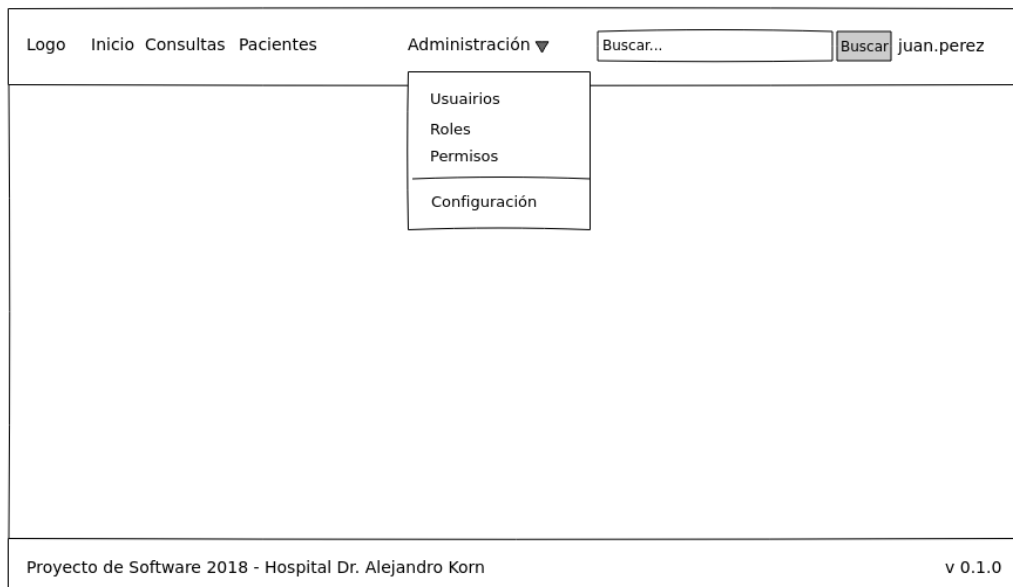 Logo Inicio Consultas Pacientes Administración Buscar... Buscar juan.perez
Usuairios
Roles
Permisos
Configuración
Proyecto de Software 2018 - Hospital Dr. Alejandro Korn v 0.1.0